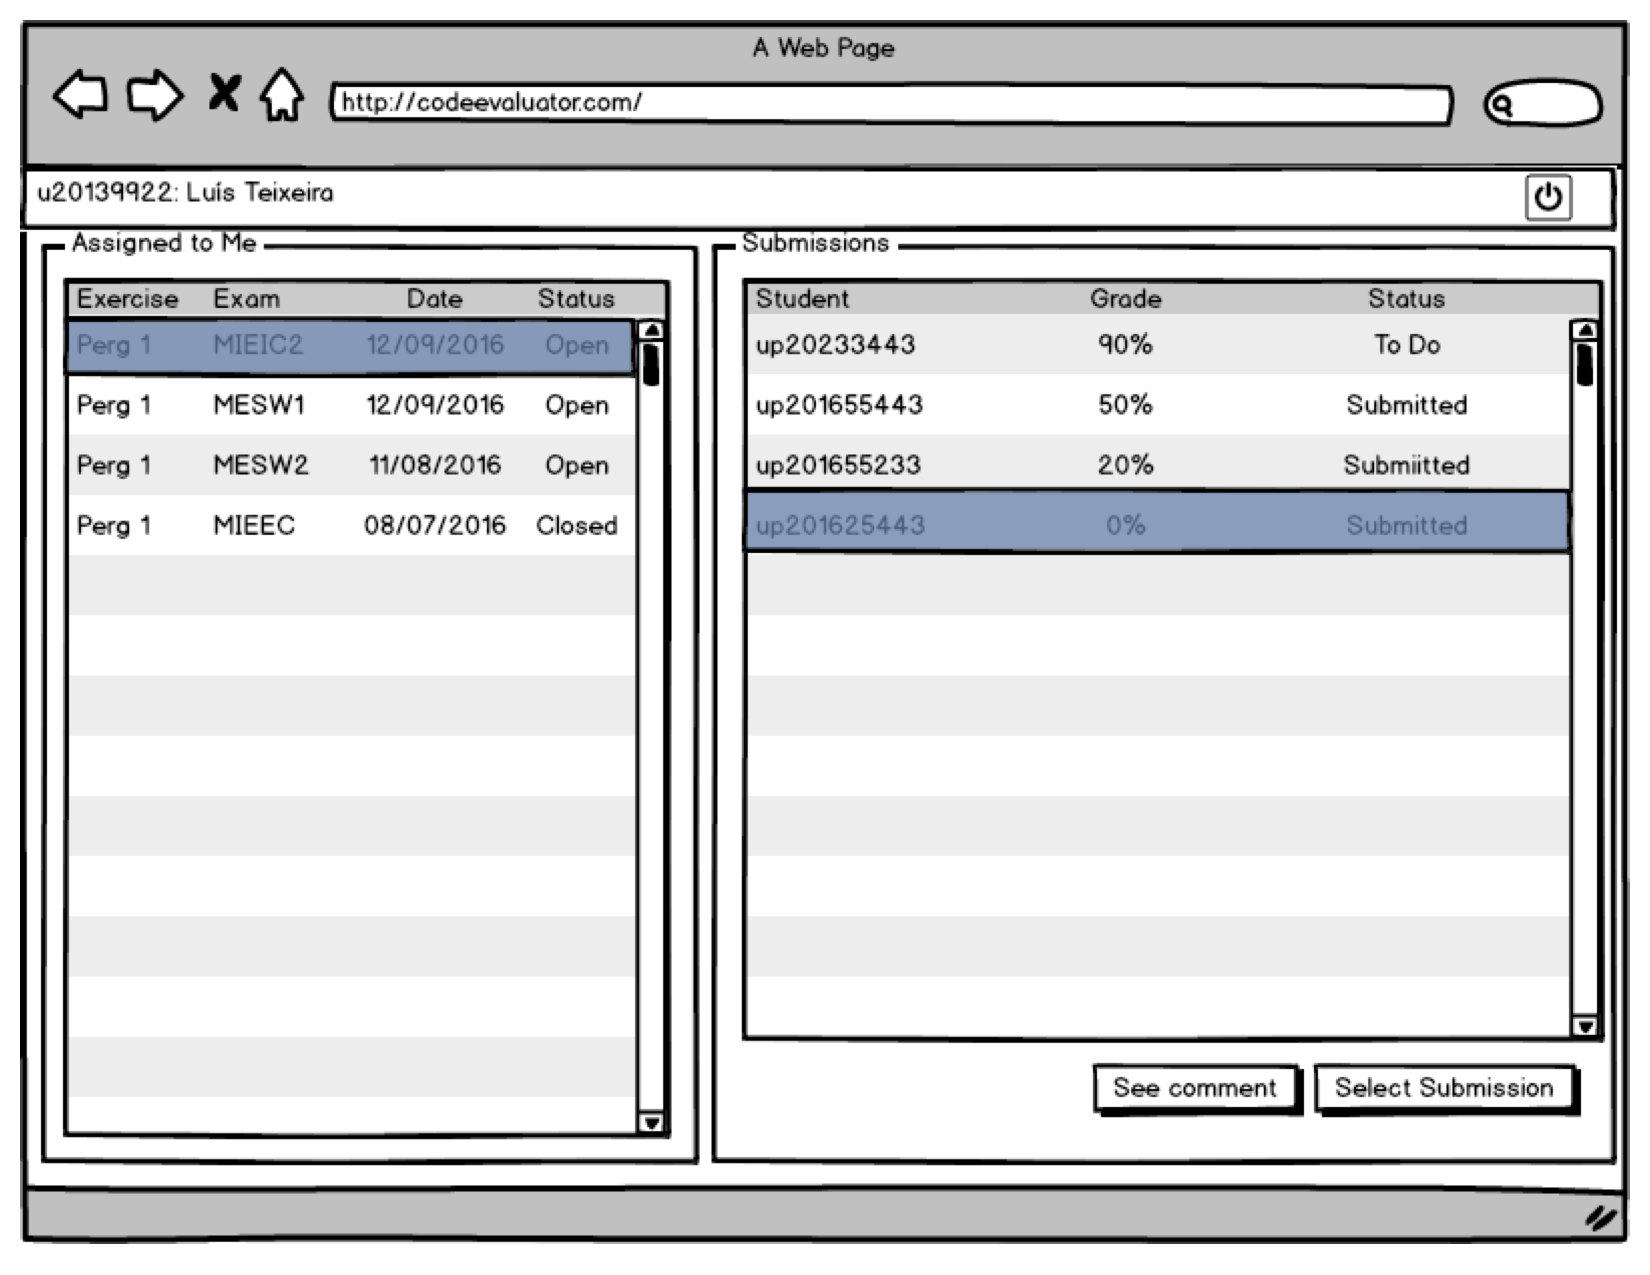 A Web Page
http://codeevaluator.com/
u20139922: Luís Teixeira
Assigned to Me
Exercise Exam Date Status
Perg 1 MIEIC2 12/09/2016 Open
Perg 1 MESW1 12/09/2016 Open
Perg 1 MESW2 11/08/2016 Open
Perg 1 MIEEC 08/07/2016 Closed
Submissions
Student Grade Status
up20233443 90% To Do
up201655443 50% Submitted
up201655233 20% Submiitted
up201625443 0% Submitted
See comment
Select Submission